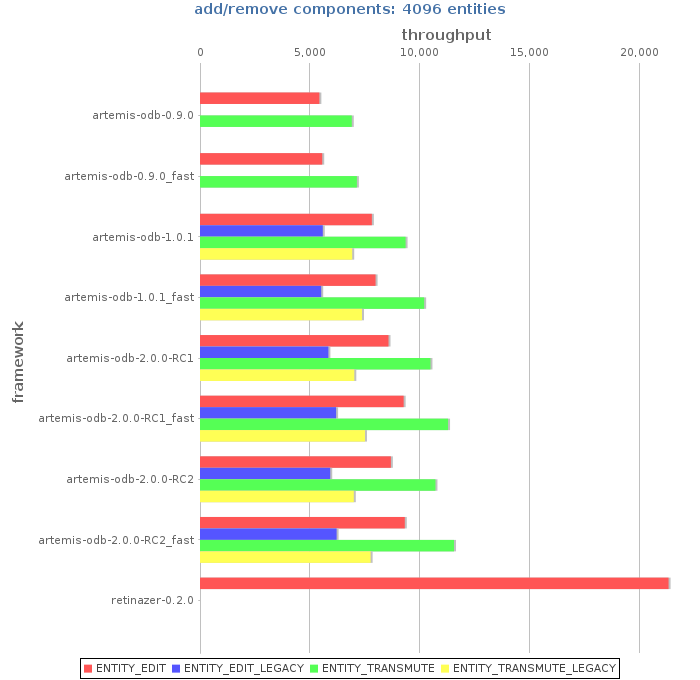 add/remove components: 4096 entities
throughput
0 5,000 10,000 15,000 20,000
framework
artemis-odb-0.9.0
artemis-odb-0.9.0_fast
artemis-odb-1.0.1
artemis-odb-1.0.1_fast
artemis-odb-2.0.0-RC1
artemis-odb-2.0.0-RC1_fast
artemis-odb-2.0.0-RC2
artemis-odb-2.0.0-RC2_fast
retinazer-0.2.0
ENTITY_EDIT ENTITY_EDIT_LEGACY ENTITY_TRANSMUTE ENTITY_TRANSMUTE_LEGACY